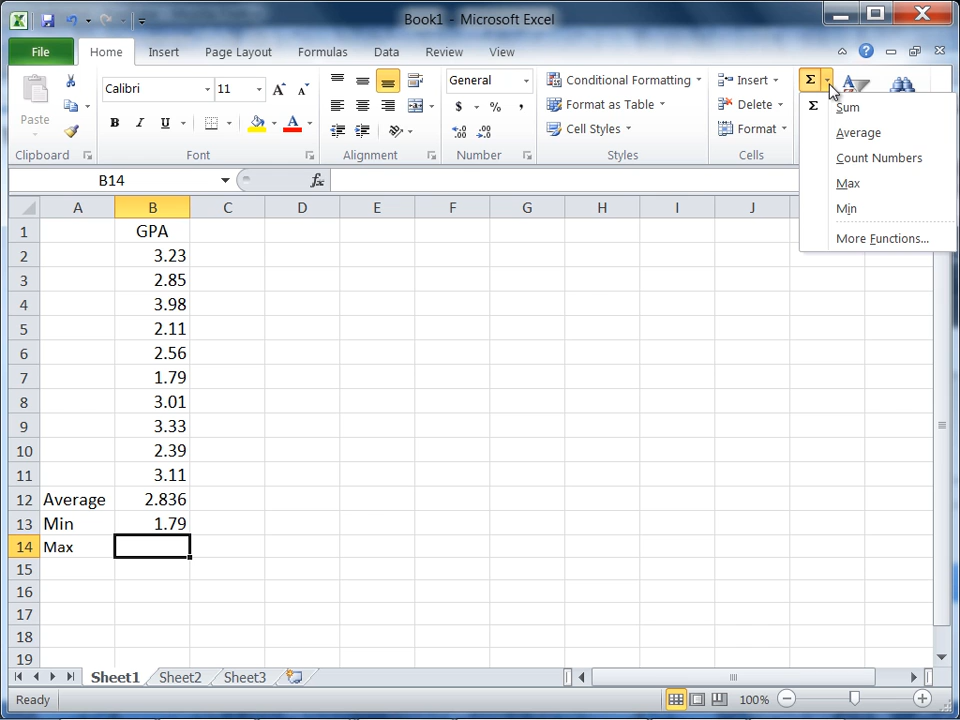 Book1 - Microsoft Excel
File Home Insert Page Layout Formulas Data Review View
Paste
Calibri 11 A A
B I U A
General
$ % ,
Conditional Formatting
Format as Table
Cell Styles
Insert
Delete
Format
Σ
Clipboard Font Alignment Number Styles Cells
Σ Sum
Average
Count Numbers
Max
Min
More Functions...
B14 fx
A B C D E F G H I J
1 GPA
2 3.23
3 2.85
4 3.98
5 2.11
6 2.56
7 1.79
8 3.01
9 3.33
10 2.39
11 3.11
12 Average 2.836
13 Min 1.79
14 Max
15
16
17
18
19
Sheet1 Sheet2 Sheet3
Ready 100%